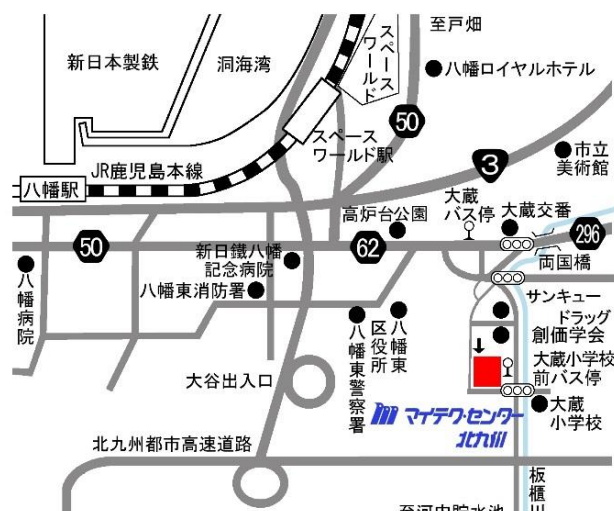 至戸畑
新日本製鉄
洞海湾
スペース
ワールド
八幡ロイヤルホテル
50
スペース
ワールド駅
3
市立
美術館
JR鹿児島本線
八幡駅
大蔵
バス停
大蔵交番
高炉台公園
296
50
62
新日鐵八幡
記念病院
両国橋
八幡病院
八幡東消防署
サンキュー
ドラッグ
八幡東
区役所
八幡東警察署
創価学会
大蔵小学校
前バス停
大谷出入口
大蔵
小学校
マイテク・センター
北九州
北九州都市高速道路
板櫃川
至河内貯水池